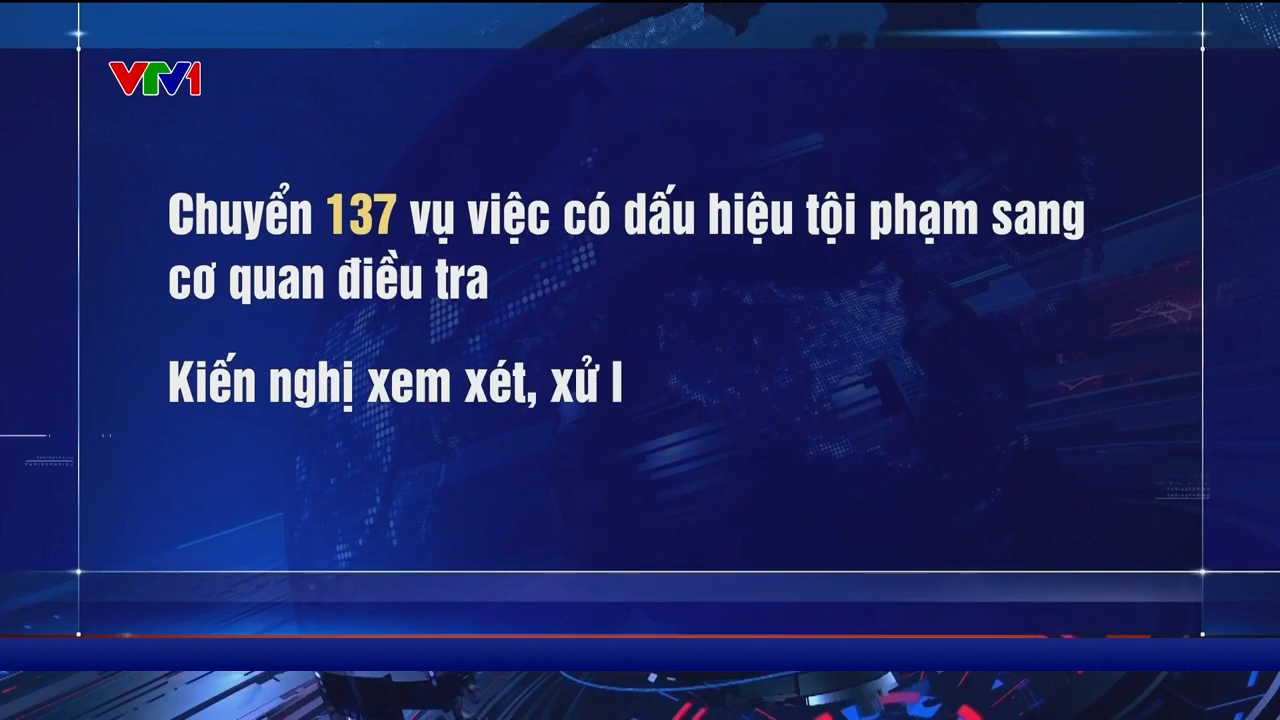 VTV1
Chuyển 137 vụ việc có dấu hiệu tội phạm sang
cơ quan điều tra
Kiến nghị xem xét, xử l